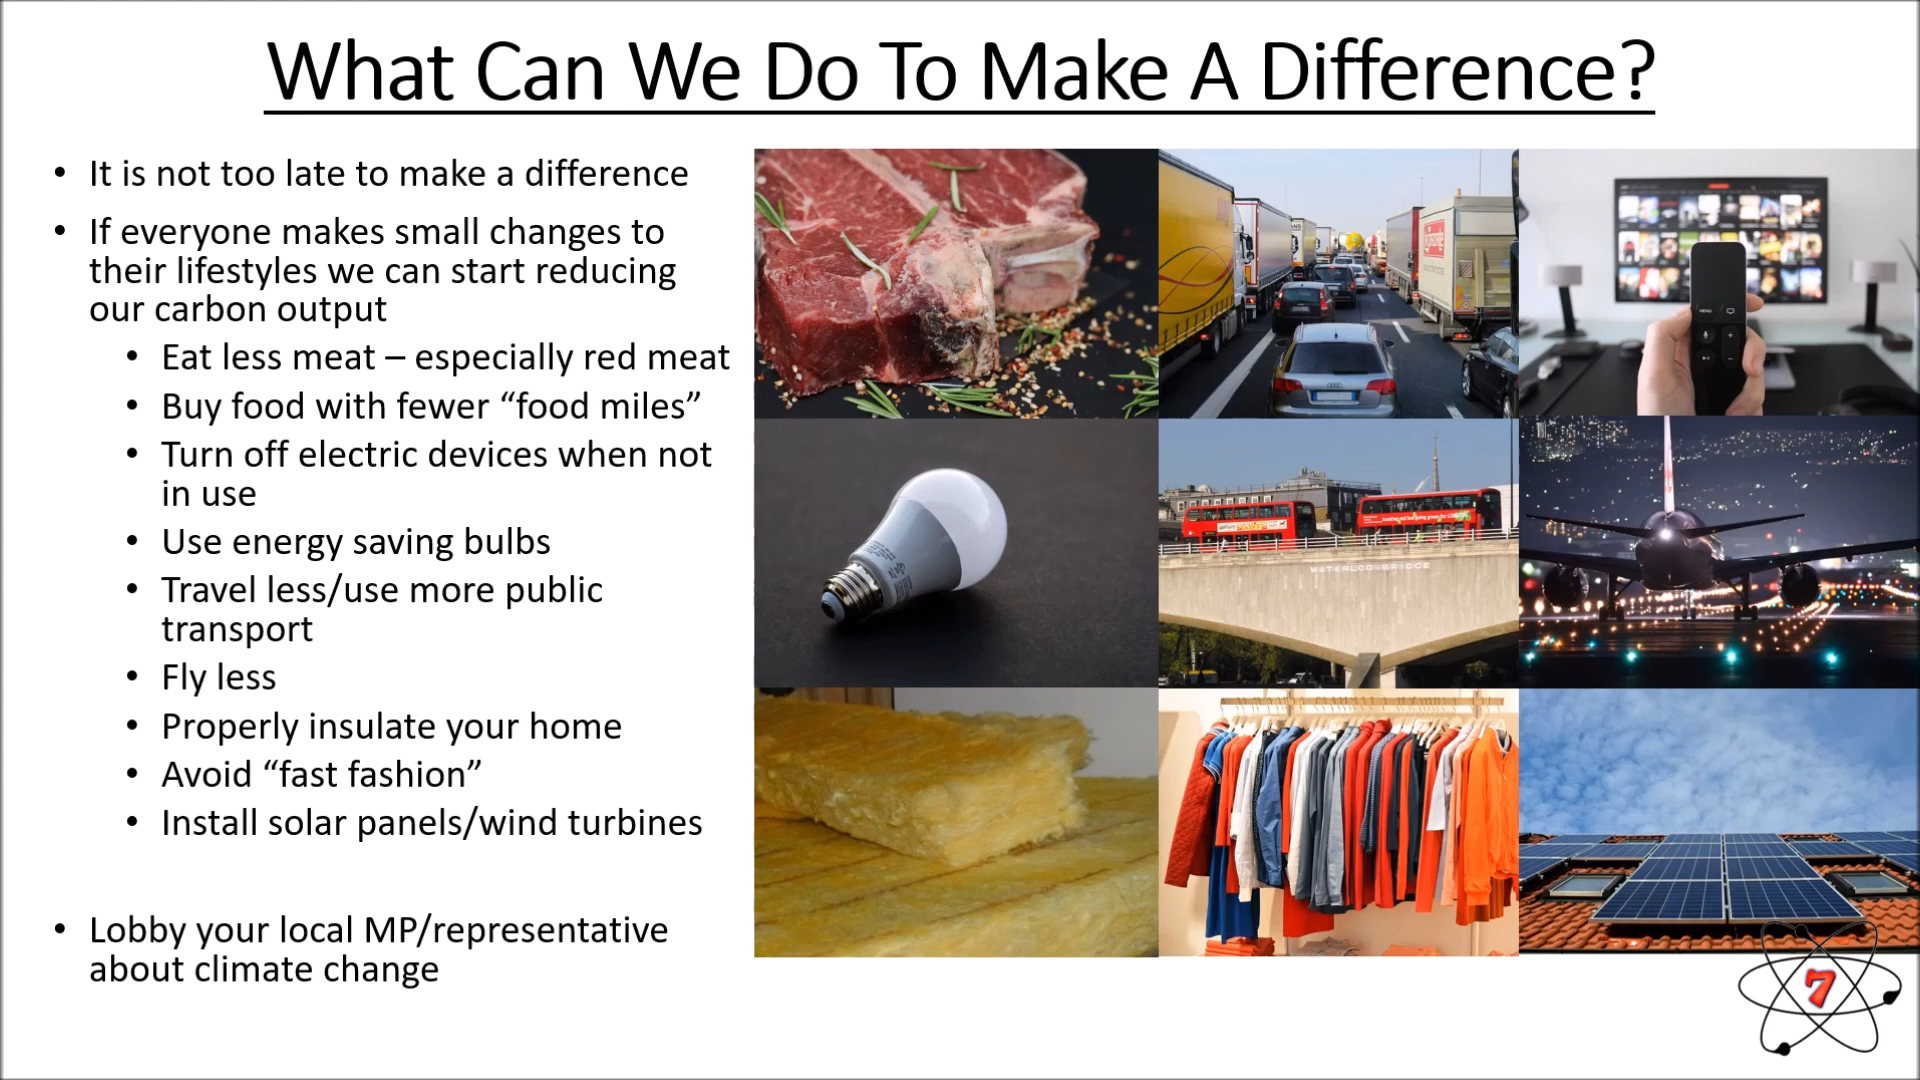 What Can We Do To Make A Difference?
• It is not too late to make a difference
• If everyone makes small changes to
their lifestyles we can start reducing
our carbon output
• Eat less meat – especially red meat
• Buy food with fewer “food miles”
• Turn off electric devices when not
in use
• Use energy saving bulbs
• Travel less/use more public
transport
• Fly less
• Properly insulate your home
• Avoid “fast fashion”
• Install solar panels/wind turbines
• Lobby your local MP/representative
about climate change
MENU
WATERLOO BRIDGE
7